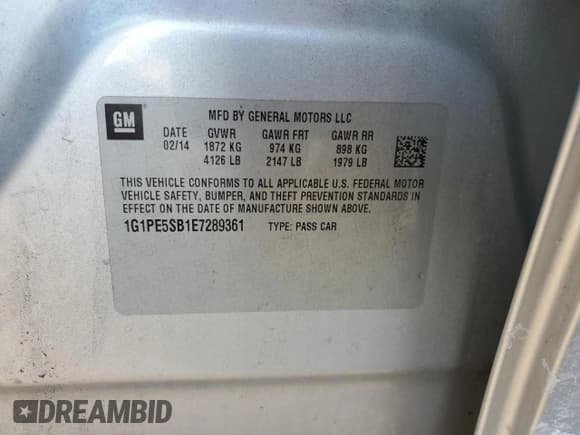 GM
MFD BY GENERAL MOTORS LLC
DATE GVWR GAWR FRT GAWR RR
02/14 1872 KG 974 KG 898 KG
4126 LB 2147 LB 1979 LB
THIS VEHICLE CONFORMS TO ALL APPLICABLE U.S. FEDERAL MOTOR
VEHICLE SAFETY, BUMPER, AND THEFT PREVENTION STANDARDS IN
EFFECT ON THE DATE OF MANUFACTURE SHOWN ABOVE.
1G1PE5SB1E7289361 TYPE: PASS CAR
DREAMBID